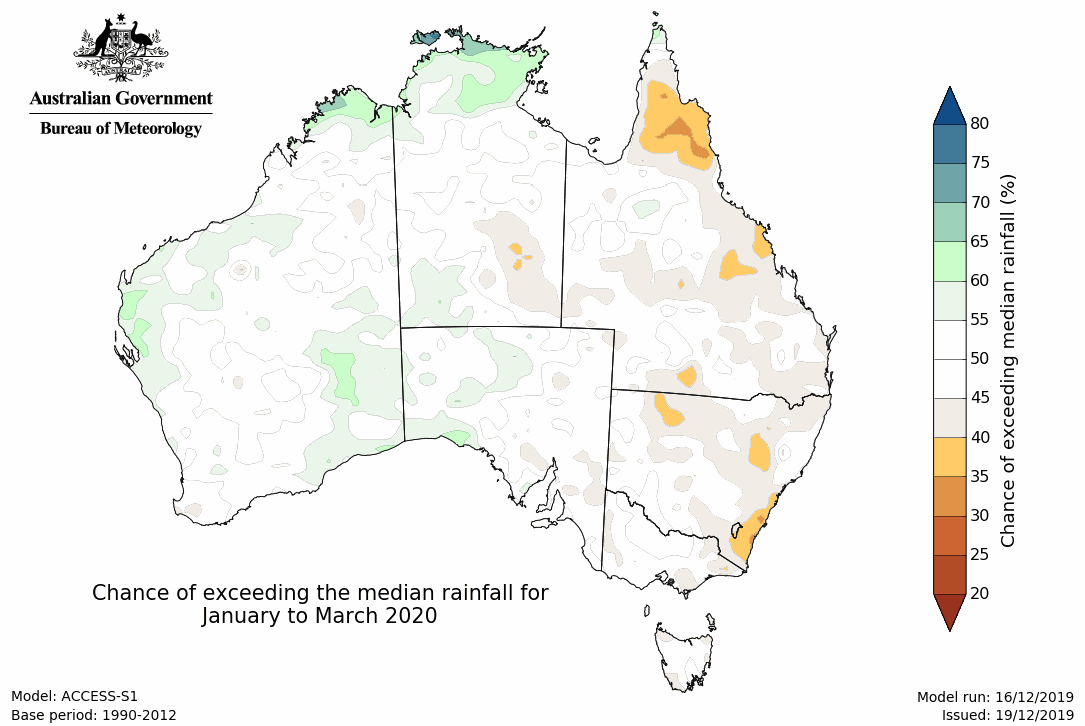 Australian Government
Bureau of Meteorology
80
75
70
65
60
55
50
45
40
35
30
25
20
Chance of exceeding median rainfall (%)
Chance of exceeding the median rainfall for
January to March 2020
Model: ACCESS-S1
Base period: 1990-2012
Model run: 16/12/2019
Issued: 19/12/2019